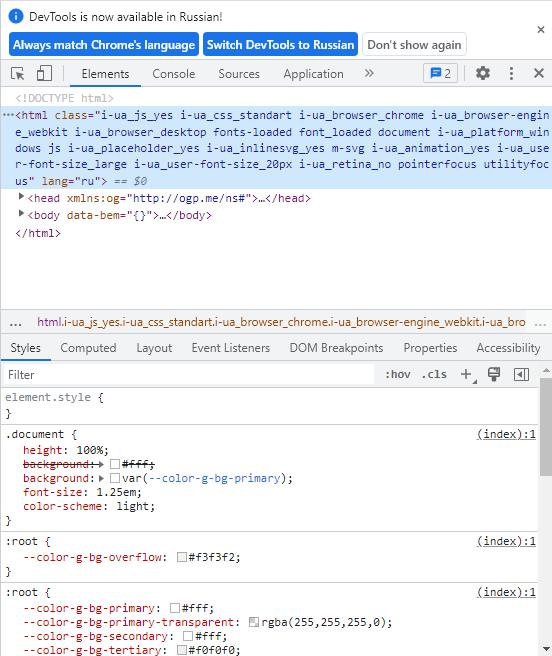 DevTools is now available in Russian!
Always match Chrome's language Switch DevTools to Russian Don't show again
Elements Console Sources Application 2
<!DOCTYPE html>
<html class="i-ua_js_yes i-ua_css_standart i-ua_browser_chrome i-ua_browser-engin
e_webkit i-ua_browser_desktop fonts-loaded font_loaded document i-ua_platform_win
dows js i-ua_placeholder_yes i-ua_inlinesvg_yes m-svg i-ua_animation_yes i-ua_use
r-font-size_large i-ua_user-font-size_20px i-ua_retina_no pointerfocus utilityfoc
us" lang="ru"> == $0
<head xmlns:og="http://ogp.me/ns#">…</head>
<body data-bem="{}">…</body>
</html>
... html.i-ua_js_yes.i-ua_css_standart.i-ua_browser_chrome.i-ua_browser-engine_webkit.i-ua_bro ...
Styles Computed Layout Event Listeners DOM Breakpoints Properties Accessibility
Filter :hov .cls +
element.style {
}
.document { (index):1
height: 100%;
background: #fff;
background: var(--color-g-bg-primary);
font-size: 1.25em;
color-scheme: light;
}
:root { (index):1
--color-g-bg-overflow: #f3f3f2;
}
:root { (index):1
--color-g-bg-primary: #fff;
--color-g-bg-primary-transparent: rgba(255,255,255,0);
--color-g-bg-secondary: #fff;
--color-g-bg-tertiary: #f0f0f0;